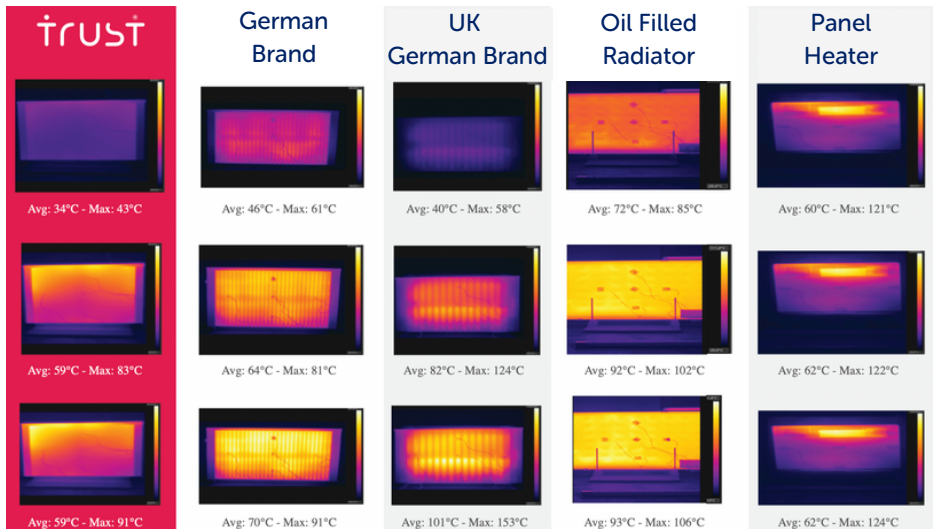 trust
German
Brand
UK
German Brand
Oil Filled
Radiator
Panel
Heater
Avg: 34°C - Max: 43°C
Avg: 46°C - Max: 61°C
Avg: 40°C - Max: 58°C
Avg: 72°C - Max: 85°C
Avg: 60°C - Max: 121°C
Avg: 59°C - Max: 83°C
Avg: 64°C - Max: 81°C
Avg: 82°C - Max: 124°C
Avg: 92°C - Max: 102°C
Avg: 62°C - Max: 122°C
Avg: 59°C - Max: 91°C
Avg: 70°C - Max: 91°C
Avg: 101°C - Max: 153°C
Avg: 93°C - Max: 106°C
Avg: 62°C - Max: 124°C